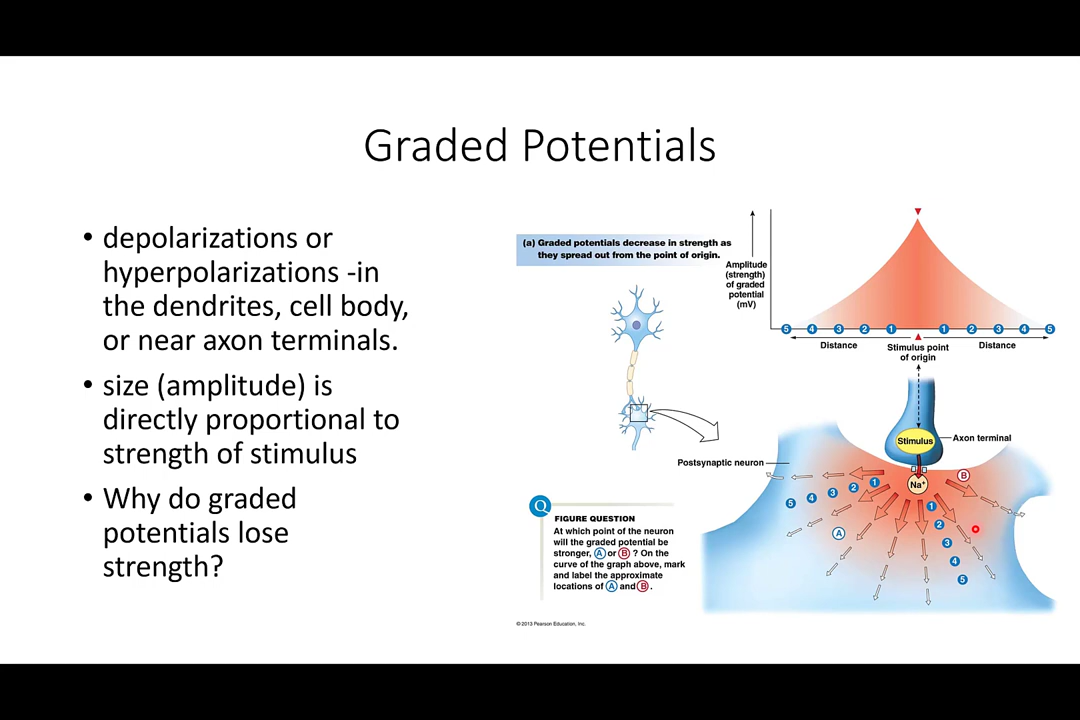 Graded Potentials
• depolarizations or
hyperpolarizations -in
the dendrites, cell body,
or near axon terminals.
• size (amplitude) is
directly proportional to
strength of stimulus
• Why do graded
potentials lose
strength?
(a) Graded potentials decrease in strength as
they spread out from the point of origin.
Amplitude
(strength)
of graded
potential
(mV)
5 4 3 2 1 1 2 3 4 5
Distance
Stimulus point
of origin
Distance
Stimulus
Axon terminal
Postsynaptic neuron
Na+
B
5 4 3 2 1
1
2
3
4
5
A
Q
FIGURE QUESTION
At which point of the neuron
will the graded potential be
stronger, A or B ? On the
curve of the graph above, mark
and label the approximate
locations of A and B .
© 2013 Pearson Education, Inc.